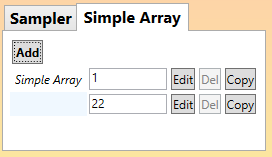 Sampler Simple Array
Add
Simple Array 1 Edit Del Copy
22 Edit Del Copy